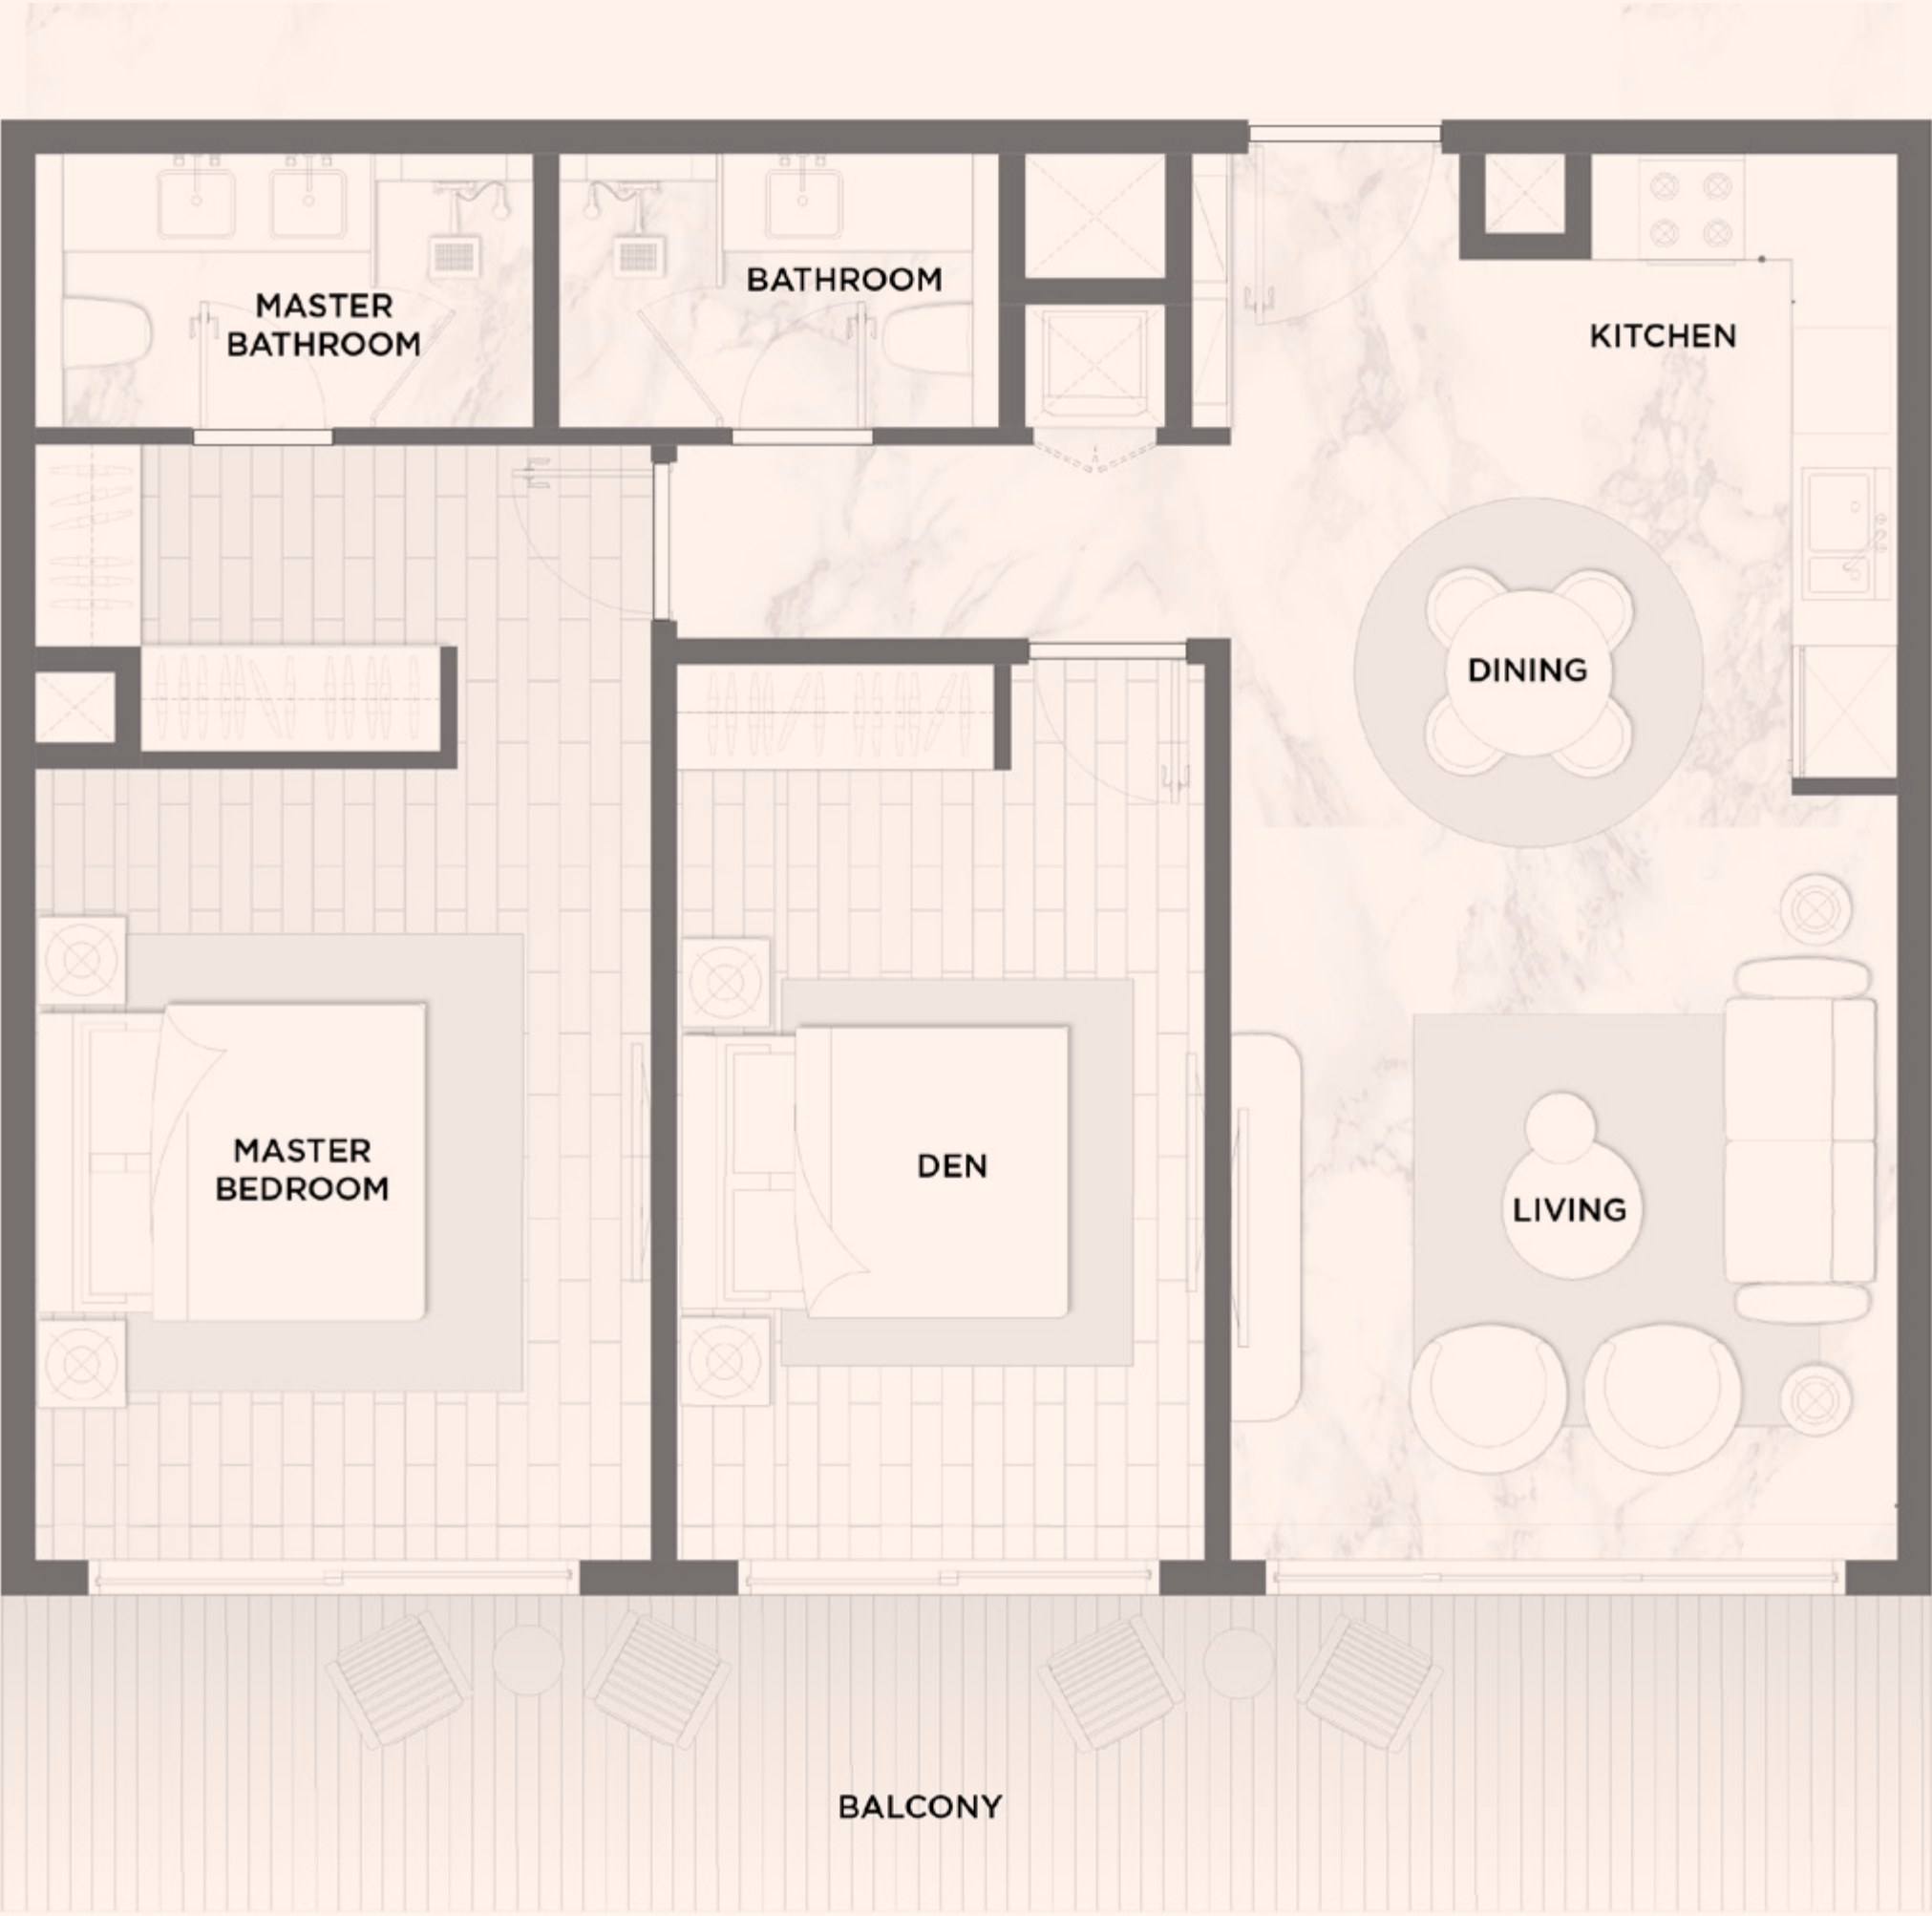 BATHROOM
MASTER
BATHROOM
KITCHEN
DINING
MASTER
BEDROOM
DEN
LIVING
BALCONY